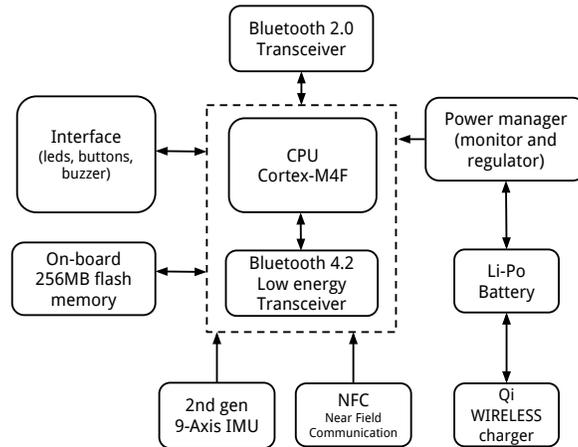 Bluetooth 2.0
Transceiver
Interface
(leds, buttons,
buzzer)
CPU
Cortex-M4F
Power manager
(monitor and
regulator)
On-board
256MB flash
memory
Bluetooth 4.2
Low energy
Transceiver
Li-Po
Battery
2nd gen
9-Axis IMU
NFC
Near Field
Communication
Qi
WIRELESS
charger